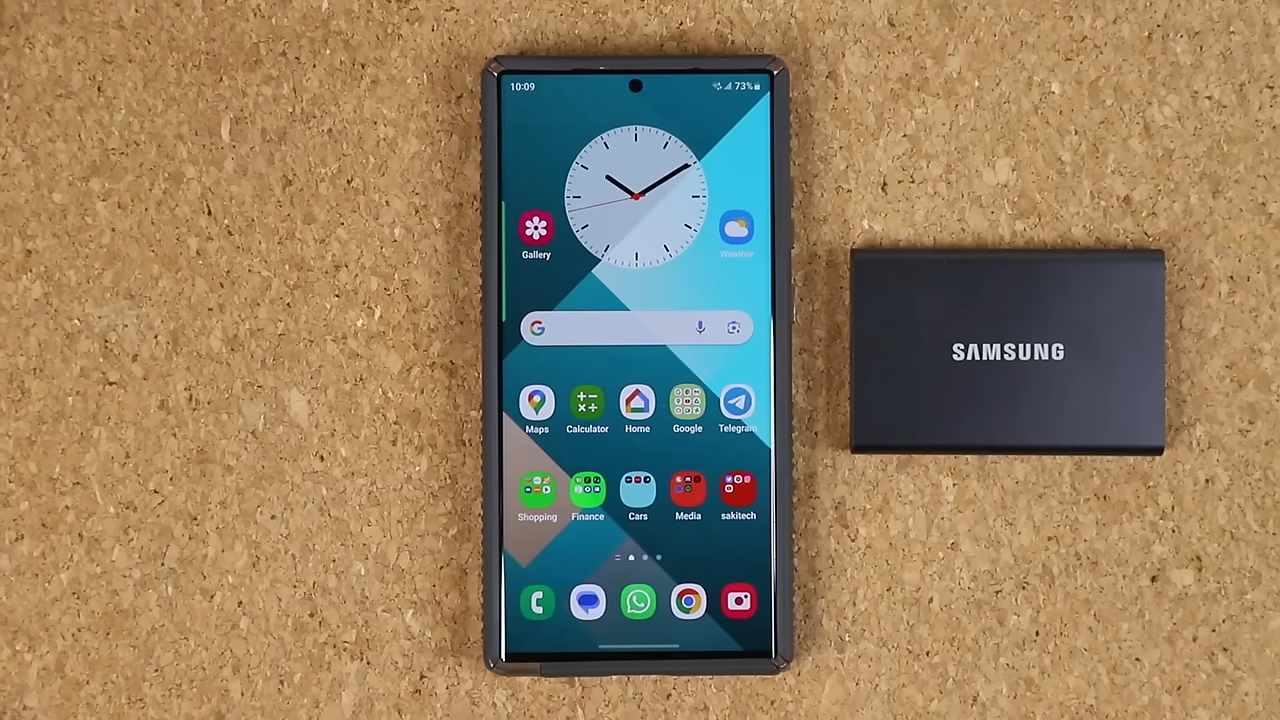 10:09
73%
Gallery
Weather
Maps
Calculator
Home
Google
Telegram
Shopping
Finance
Cars
Media
sakitech
SAMSUNG